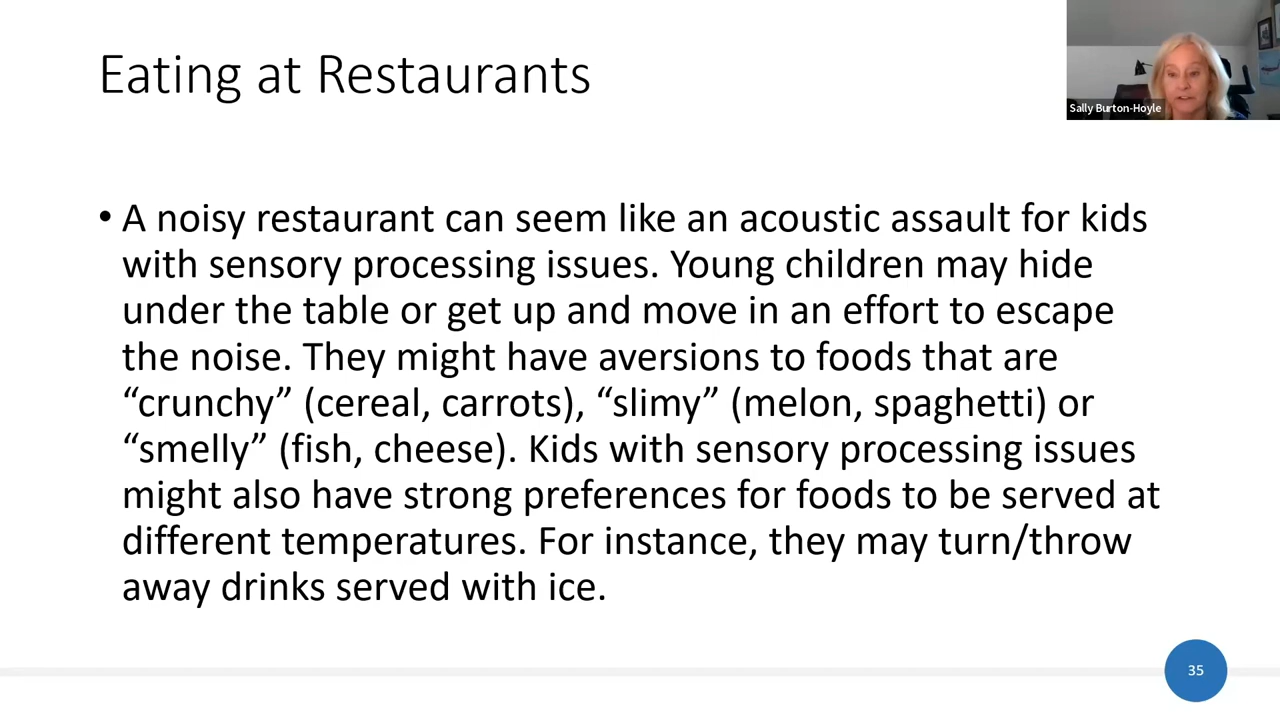 Eating at Restaurants
Sally Burton-Hoyle
• A noisy restaurant can seem like an acoustic assault for kids
with sensory processing issues. Young children may hide
under the table or get up and move in an effort to escape
the noise. They might have aversions to foods that are
“crunchy” (cereal, carrots), “slimy” (melon, spaghetti) or
“smelly” (fish, cheese). Kids with sensory processing issues
might also have strong preferences for foods to be served at
different temperatures. For instance, they may turn/throw
away drinks served with ice.
35